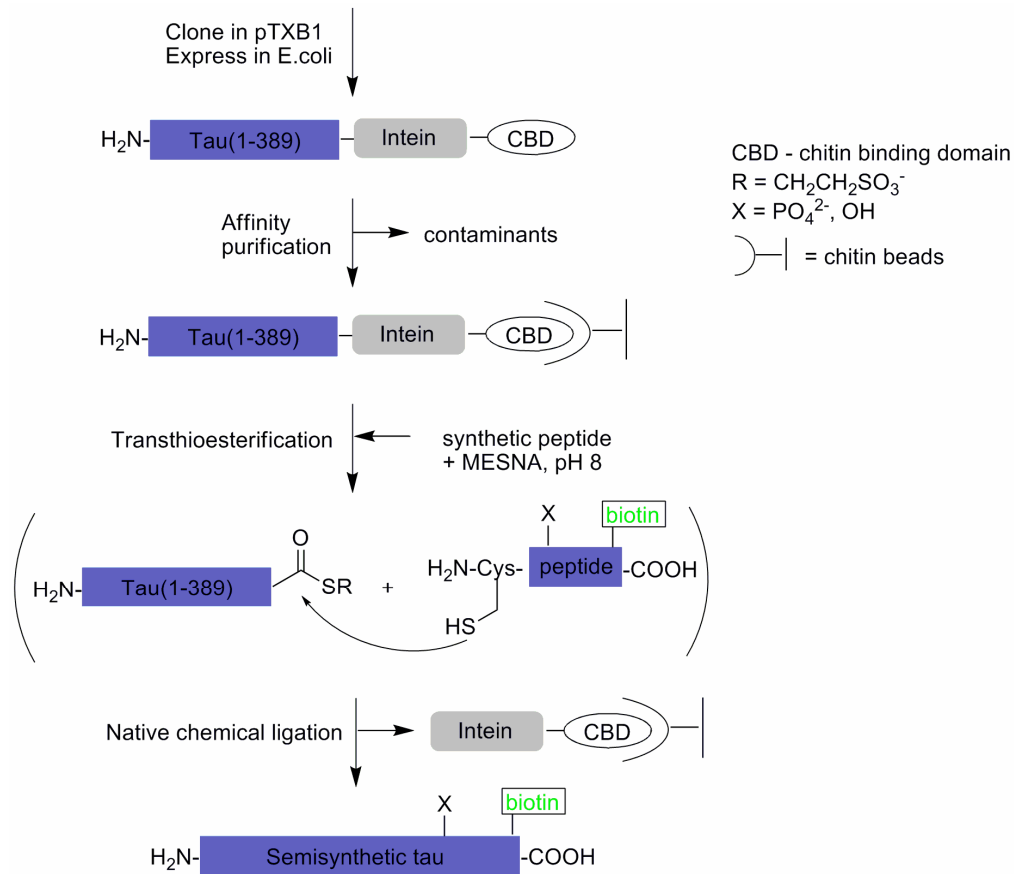 Clone in pTXB1
Express in E.coli
H₂N-
Tau(1-389)
Intein
CBD
CBD - chitin binding domain
R = CH₂CH₂SO₃⁻
X = PO₄²⁻, OH
= chitin beads
Affinity
purification
contaminants
H₂N-
Tau(1-389)
Intein
CBD
Transthioesterification
synthetic peptide
+ MESNA, pH 8
H₂N-
Tau(1-389)
O
SR
+
H₂N-Cys-
HS
X
biotin
peptide
-COOH
Native chemical ligation
Intein
CBD
X
biotin
H₂N-
Semisynthetic tau
-COOH